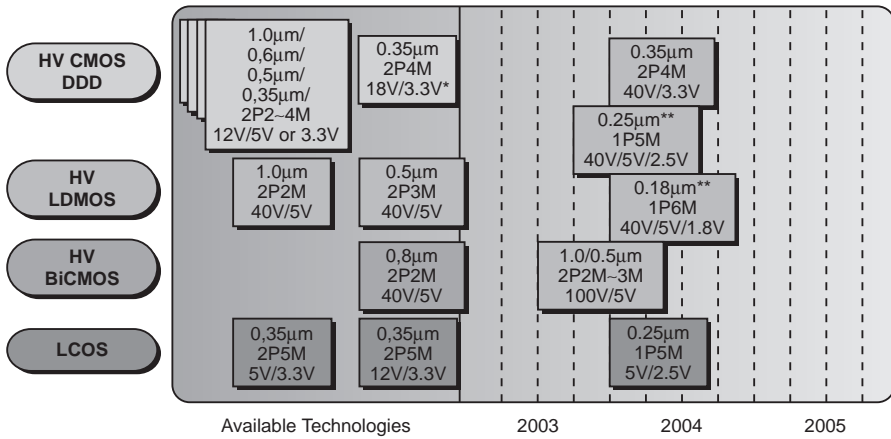 HV CMOS
DDD
1.0µm/
0,6µm/
0,5µm/
0,35µm/
2P2~4M
12V/5V or 3.3V
0.35µm
2P4M
18V/3.3V*
0.35µm
2P4M
40V/3.3V
0.25µm**
1P5M
40V/5V/2.5V
HV
LDMOS
1.0µm
2P2M
40V/5V
0.5µm
2P3M
40V/5V
0.18µm**
1P6M
40V/5V/1.8V
HV
BiCMOS
0,8µm
2P2M
40V/5V
1.0/0.5µm
2P2M~3M
100V/5V
LCOS
0,35µm
2P5M
5V/3.3V
0,35µm
2P5M
12V/3.3V
0.25µm
1P5M
5V/2.5V
Available Technologies
2003
2004
2005